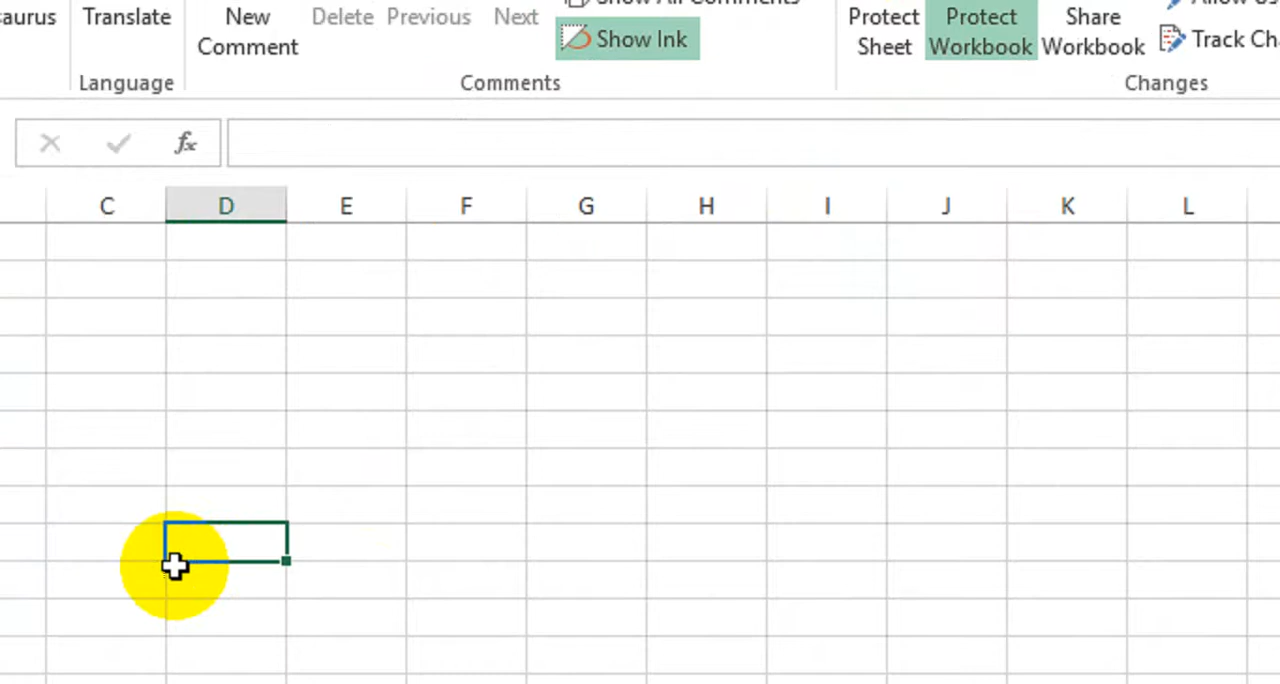 Translate
New
Comment
Delete
Previous
Next
Show Ink
Protect
Sheet
Protect
Workbook
Share
Workbook
Language
Comments
Changes
fx
C D E F G H I J K L